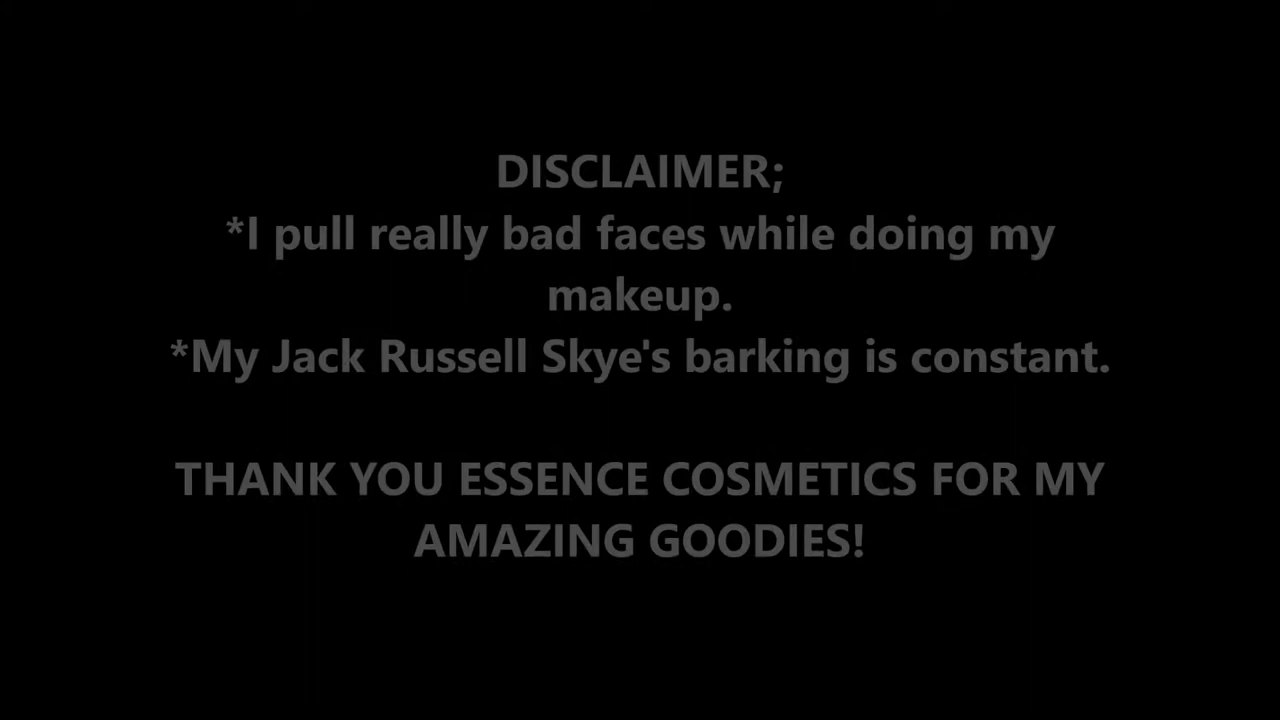 DISCLAIMER;
*I pull really bad faces while doing my
makeup.
*My Jack Russell Skye's barking is constant.
THANK YOU ESSENCE COSMETICS FOR MY
AMAZING GOODIES!